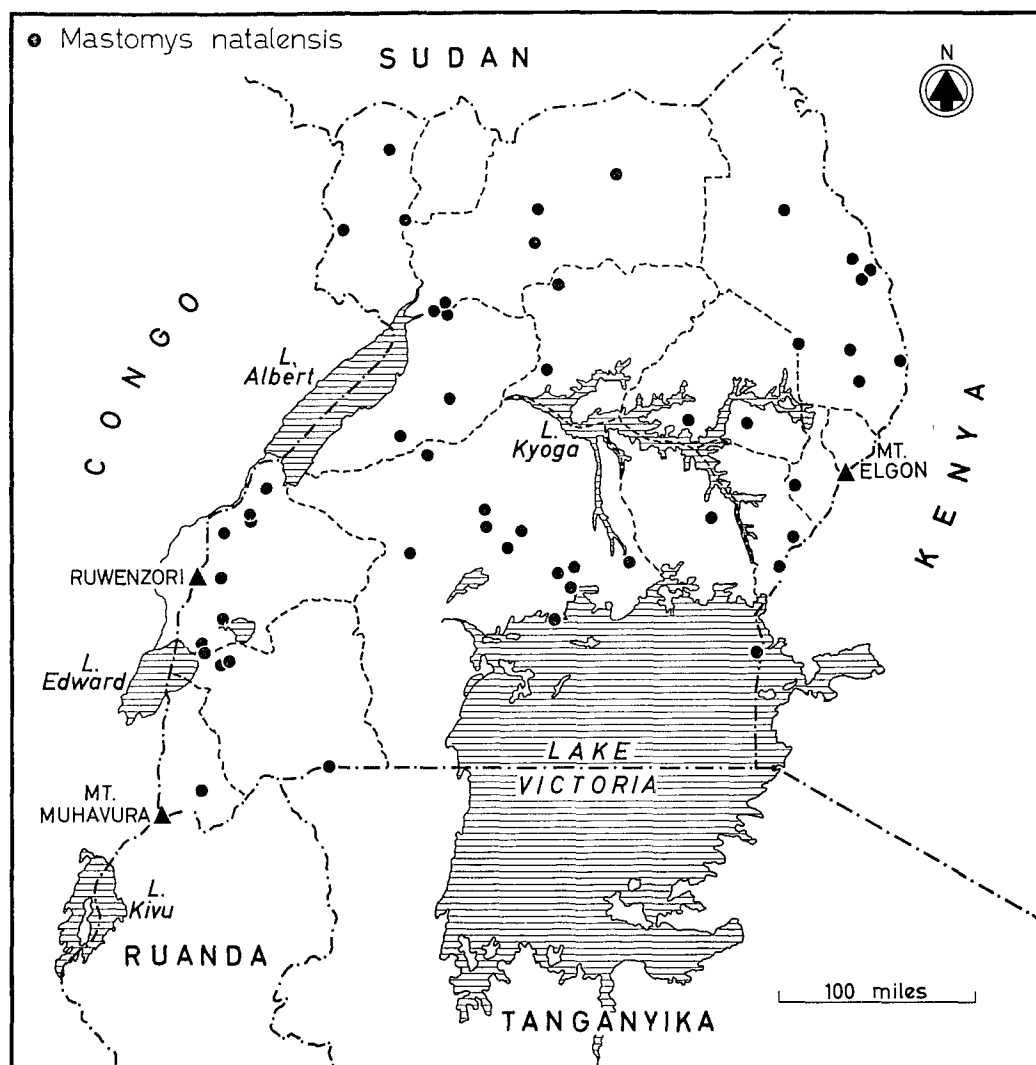 Mastomys natalensis
SUDAN
N
CONGO
L.
Albert
L.
Kyoga
MT.
ELGON
KENYA
RUWENZORI
L.
Edward
LAKE
VICTORIA
MT.
MUHAVURA
L.
Kivu
RUANDA
100 miles
TANGANYIKA